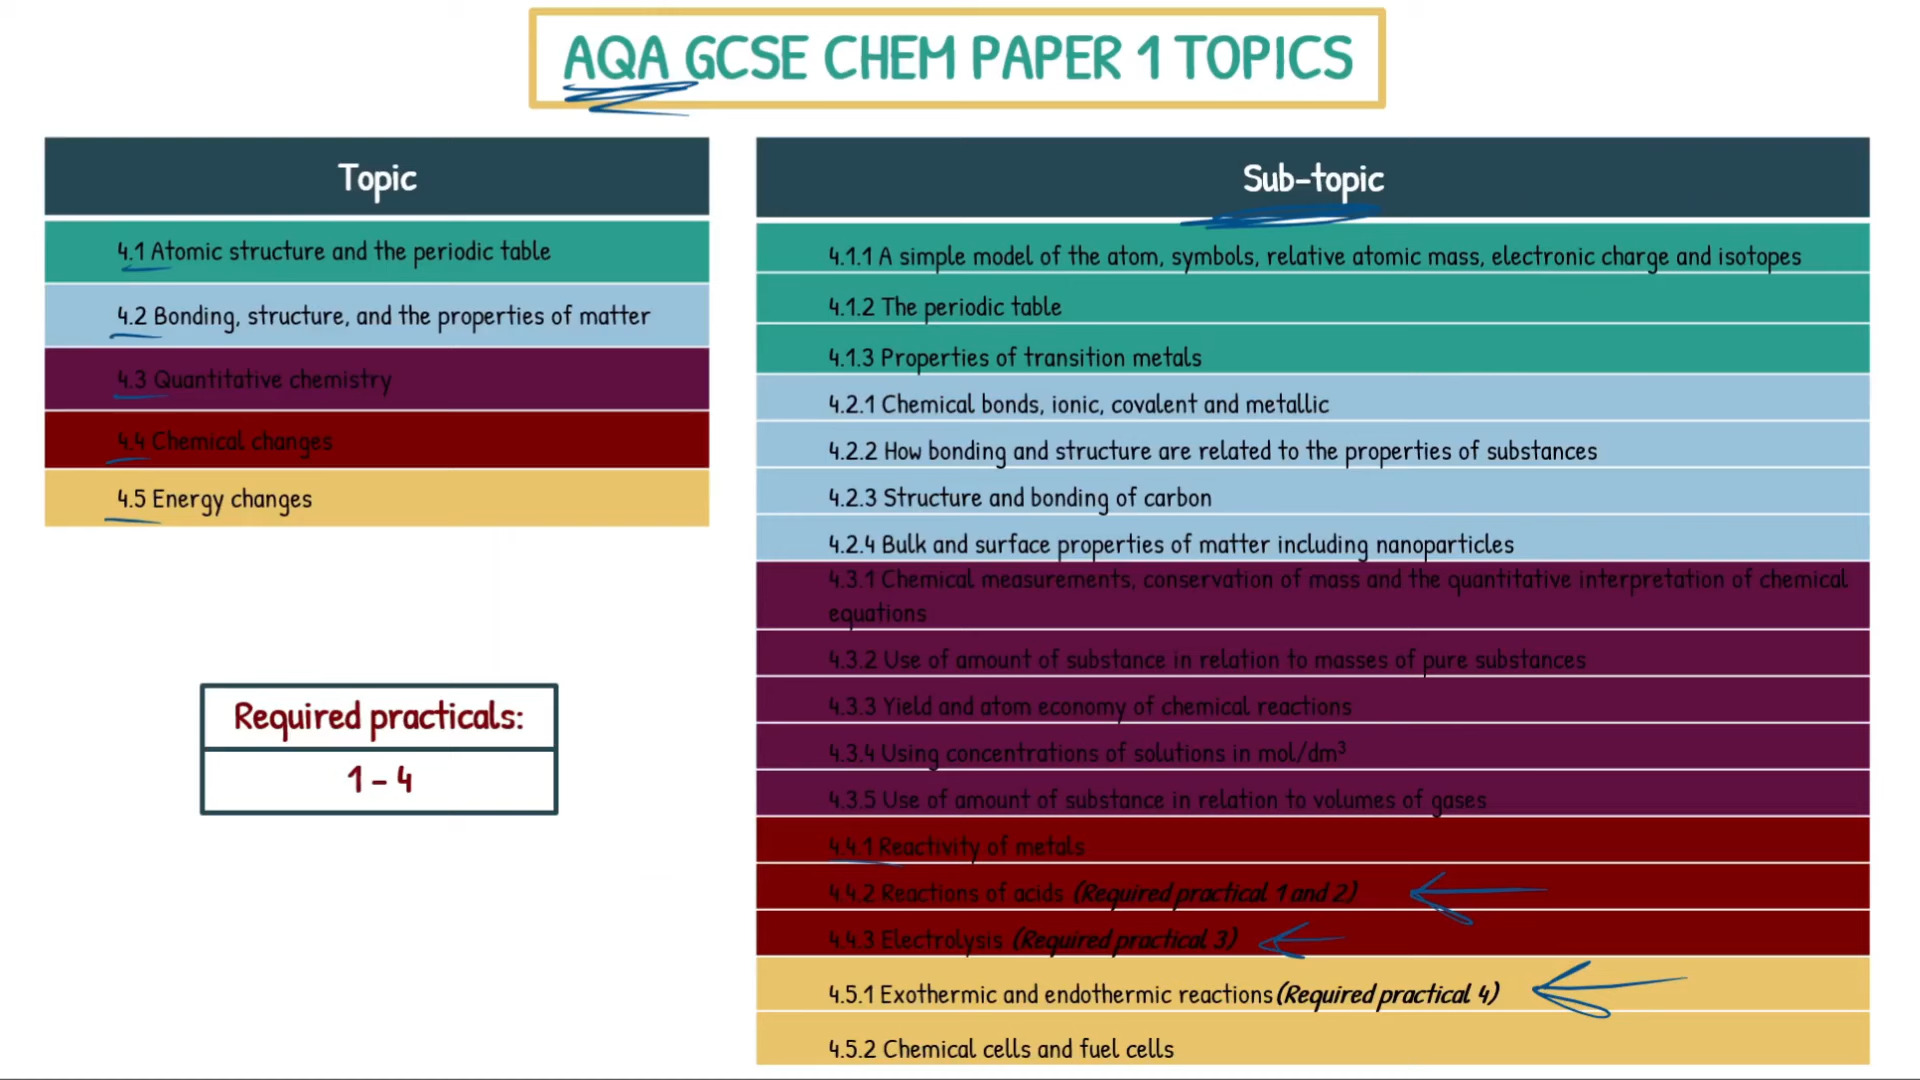 AQA GCSE CHEM PAPER 1 TOPICS
Topic
4.1 Atomic structure and the periodic table
4.2 Bonding, structure, and the properties of matter
4.3 Quantitative chemistry
4.4 Chemical changes
4.5 Energy changes
Required practicals:
1 – 4
Sub-topic
4.1.1 A simple model of the atom, symbols, relative atomic mass, electronic charge and isotopes
4.1.2 The periodic table
4.1.3 Properties of transition metals
4.2.1 Chemical bonds, ionic, covalent and metallic
4.2.2 How bonding and structure are related to the properties of substances
4.2.3 Structure and bonding of carbon
4.2.4 Bulk and surface properties of matter including nanoparticles
4.3.1 Chemical measurements, conservation of mass and the quantitative interpretation of chemical
equations
4.3.2 Use of amount of substance in relation to masses of pure substances
4.3.3 Yield and atom economy of chemical reactions
4.3.4 Using concentrations of solutions in mol/dm³
4.3.5 Use of amount of substance in relation to volumes of gases
4.4.1 Reactivity of metals
4.4.2 Reactions of acids (Required practical 1 and 2)
4.4.3 Electrolysis (Required practical 3)
4.5.1 Exothermic and endothermic reactions (Required practical 4)
4.5.2 Chemical cells and fuel cells